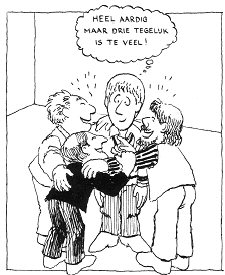 HEEL AARDIG
MAAR DRIE TEGELIJK
IS TE VEEL!